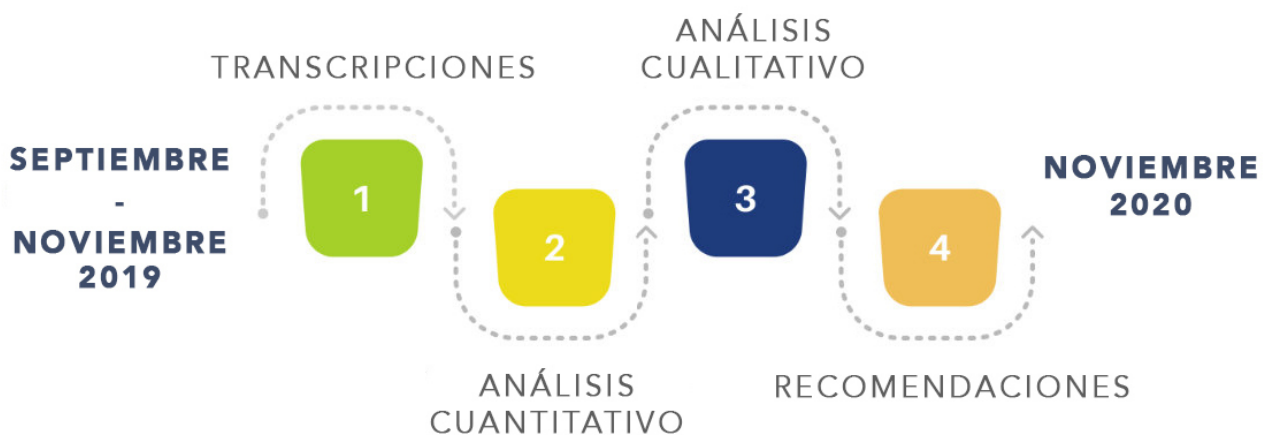 SEPTIEMBRE
-
NOVIEMBRE
2019
TRANSCRIPCIONES
1
2
ANÁLISIS
CUANTITATIVO
ANÁLISIS
CUALITATIVO
3
4
RECOMENDACIONES
NOVIEMBRE
2020